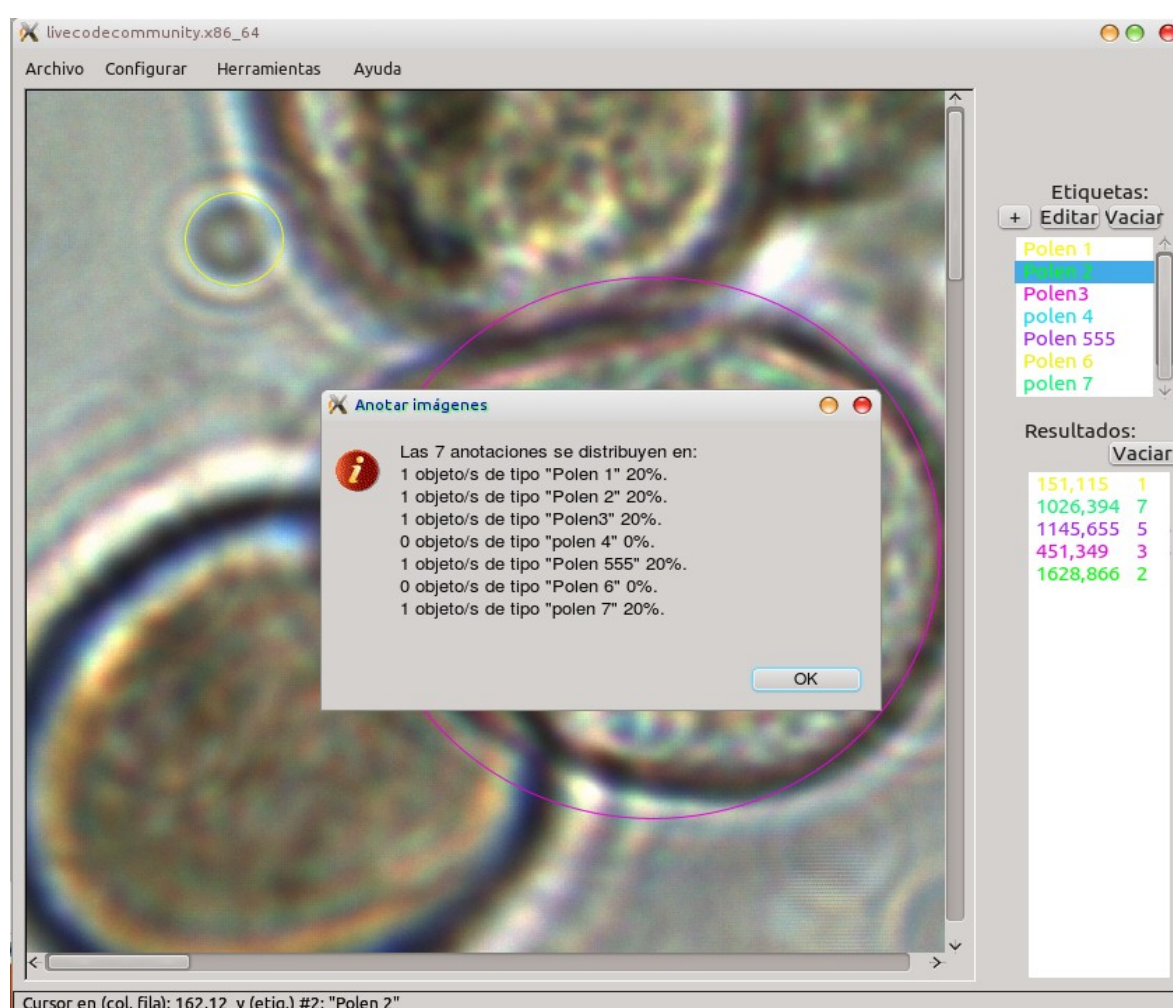 livecodecommunity.x86_64
Archivo Configurar Herramientas Ayuda
Etiquetas:
+ Editar Vaciar
Polen 1
Polen 2
Polen3
polen 4
Polen 555
Polen 6
polen 7
Resultados:
Vaciar
151,115 1
1026,394 7
1145,655 5
451,349 3
1628,866 2
Anotar imágenes
Las 7 anotaciones se distribuyen en:
1 objeto/s de tipo "Polen 1" 20%.
1 objeto/s de tipo "Polen 2" 20%.
1 objeto/s de tipo "Polen3" 20%.
0 objeto/s de tipo "polen 4" 0%.
1 objeto/s de tipo "Polen 555" 20%.
0 objeto/s de tipo "Polen 6" 0%.
1 objeto/s de tipo "polen 7" 20%.
OK
Cursor en (col, fila): 162,12 y (etiq.) #2: "Polen 2"